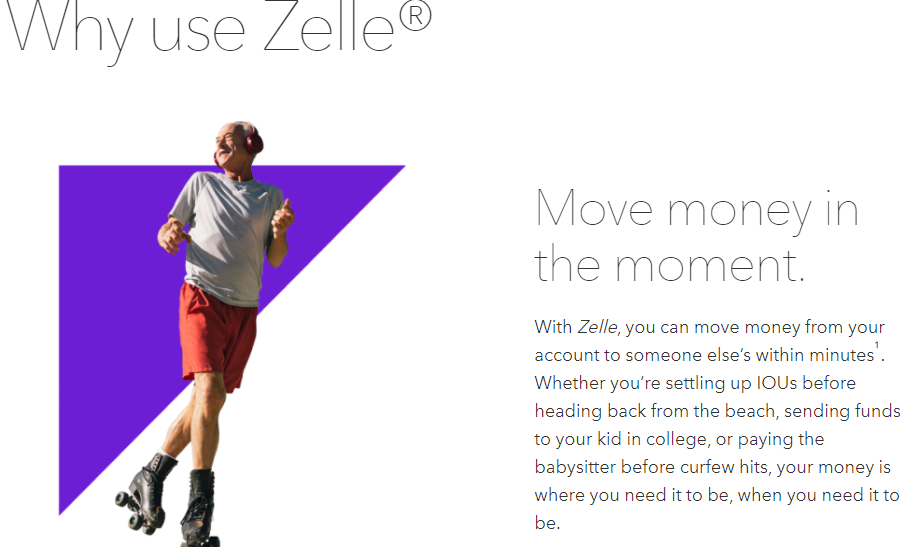 Why use Zelle®
Move money in
the moment.
With Zelle, you can move money from your
account to someone else’s within minutes¹.
Whether you’re settling up IOUs before
heading back from the beach, sending funds
to your kid in college, or paying the
babysitter before curfew hits, your money is
where you need it to be, when you need it to
be.